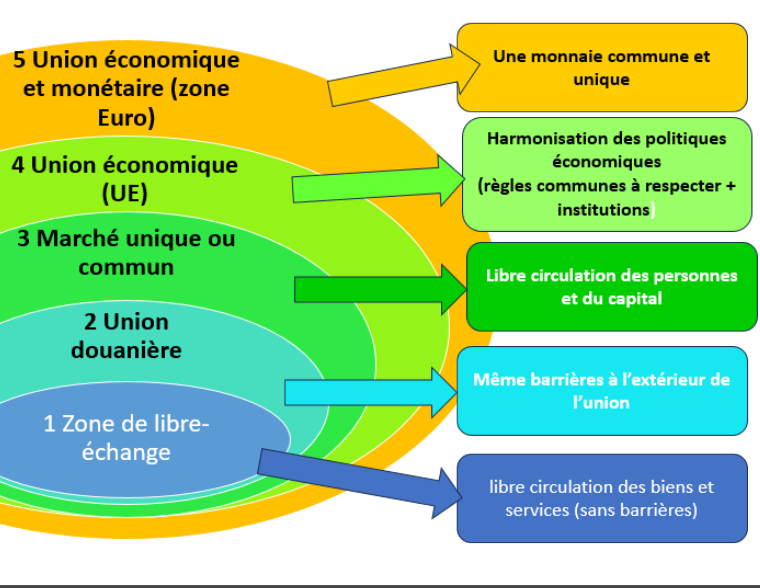 5 Union économique
et monétaire (zone
Euro)
Une monnaie commune et
unique
4 Union économique
(UE)
Harmonisation des politiques
économiques
(règles communes à respecter +
institutions)
3 Marché unique ou
commun
Libre circulation des personnes
et du capital
2 Union
douanière
Même barrières à l'extérieur de
l'union
1 Zone de libre-
échange
libre circulation des biens et
services (sans barrières)